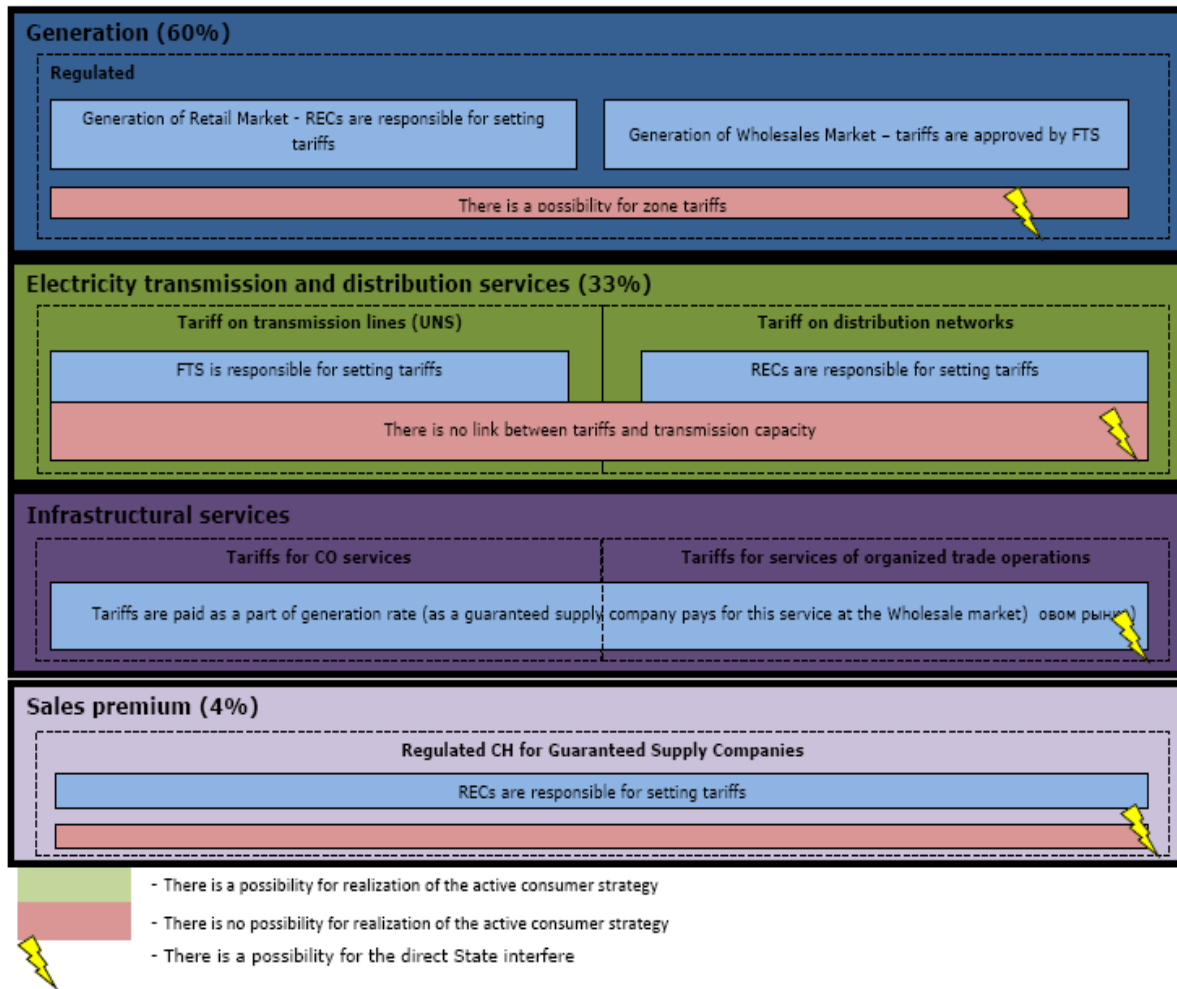 Generation (60%)
Regulated
Generation of Retail Market - RECs are responsible for setting
tariffs
Generation of Wholesales Market – tariffs are approved by FTS
There is a possibility for zone tariffs
Electricity transmission and distribution services (33%)
Tariff on transmission lines (UNS)
Tariff on distribution networks
FTS is responsible for setting tariffs
RECs are responsible for setting tariffs
There is no link between tariffs and transmission capacity
Infrastructural services
Tariffs for CO services
Tariffs for services of organized trade operations
Tariffs are paid as a part of generation rate (as a guaranteed supply company pays for this service at the Wholesale market) овом рынке)
Sales premium (4%)
Regulated CH for Guaranteed Supply Companies
RECs are responsible for setting tariffs
- There is a possibility for realization of the active consumer strategy
- There is no possibility for realization of the active consumer strategy
- There is a possibility for the direct State interfere